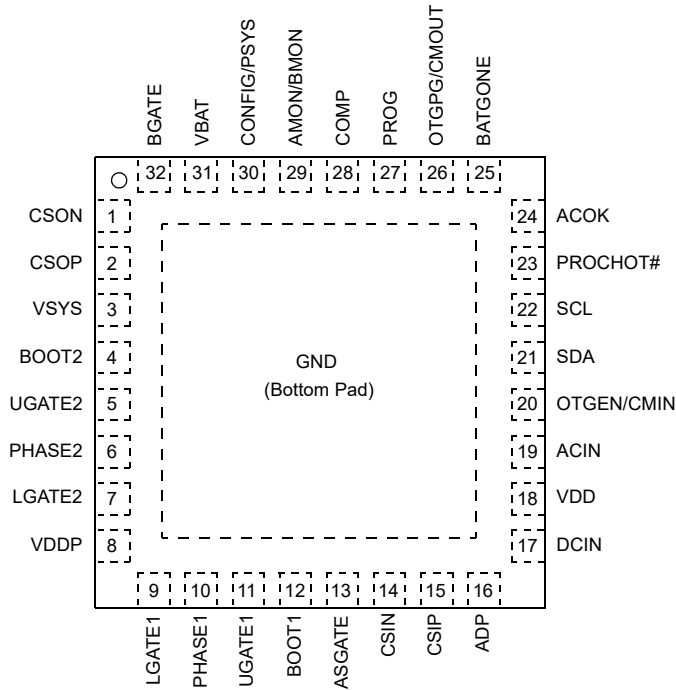 BGATE
VBAT
CONFIG/PSYS
AMON/BMON
COMP
PROG
OTGPG/CMOUT
BATGONE
32 31 30 29 28 27 26 25
CSON 1
CSOP 2
VSYS 3
BOOT2 4
UGATE2 5
PHASE2 6
LGATE2 7
VDDP 8
GND
(Bottom Pad)
24 ACOK
23 PROCHOT#
22 SCL
21 SDA
20 OTGEN/CMIN
19 ACIN
18 VDD
17 DCIN
9 10 11 12 13 14 15 16
LGATE1
PHASE1
UGATE1
BOOT1
ASGATE
CSIN
CSIP
ADP